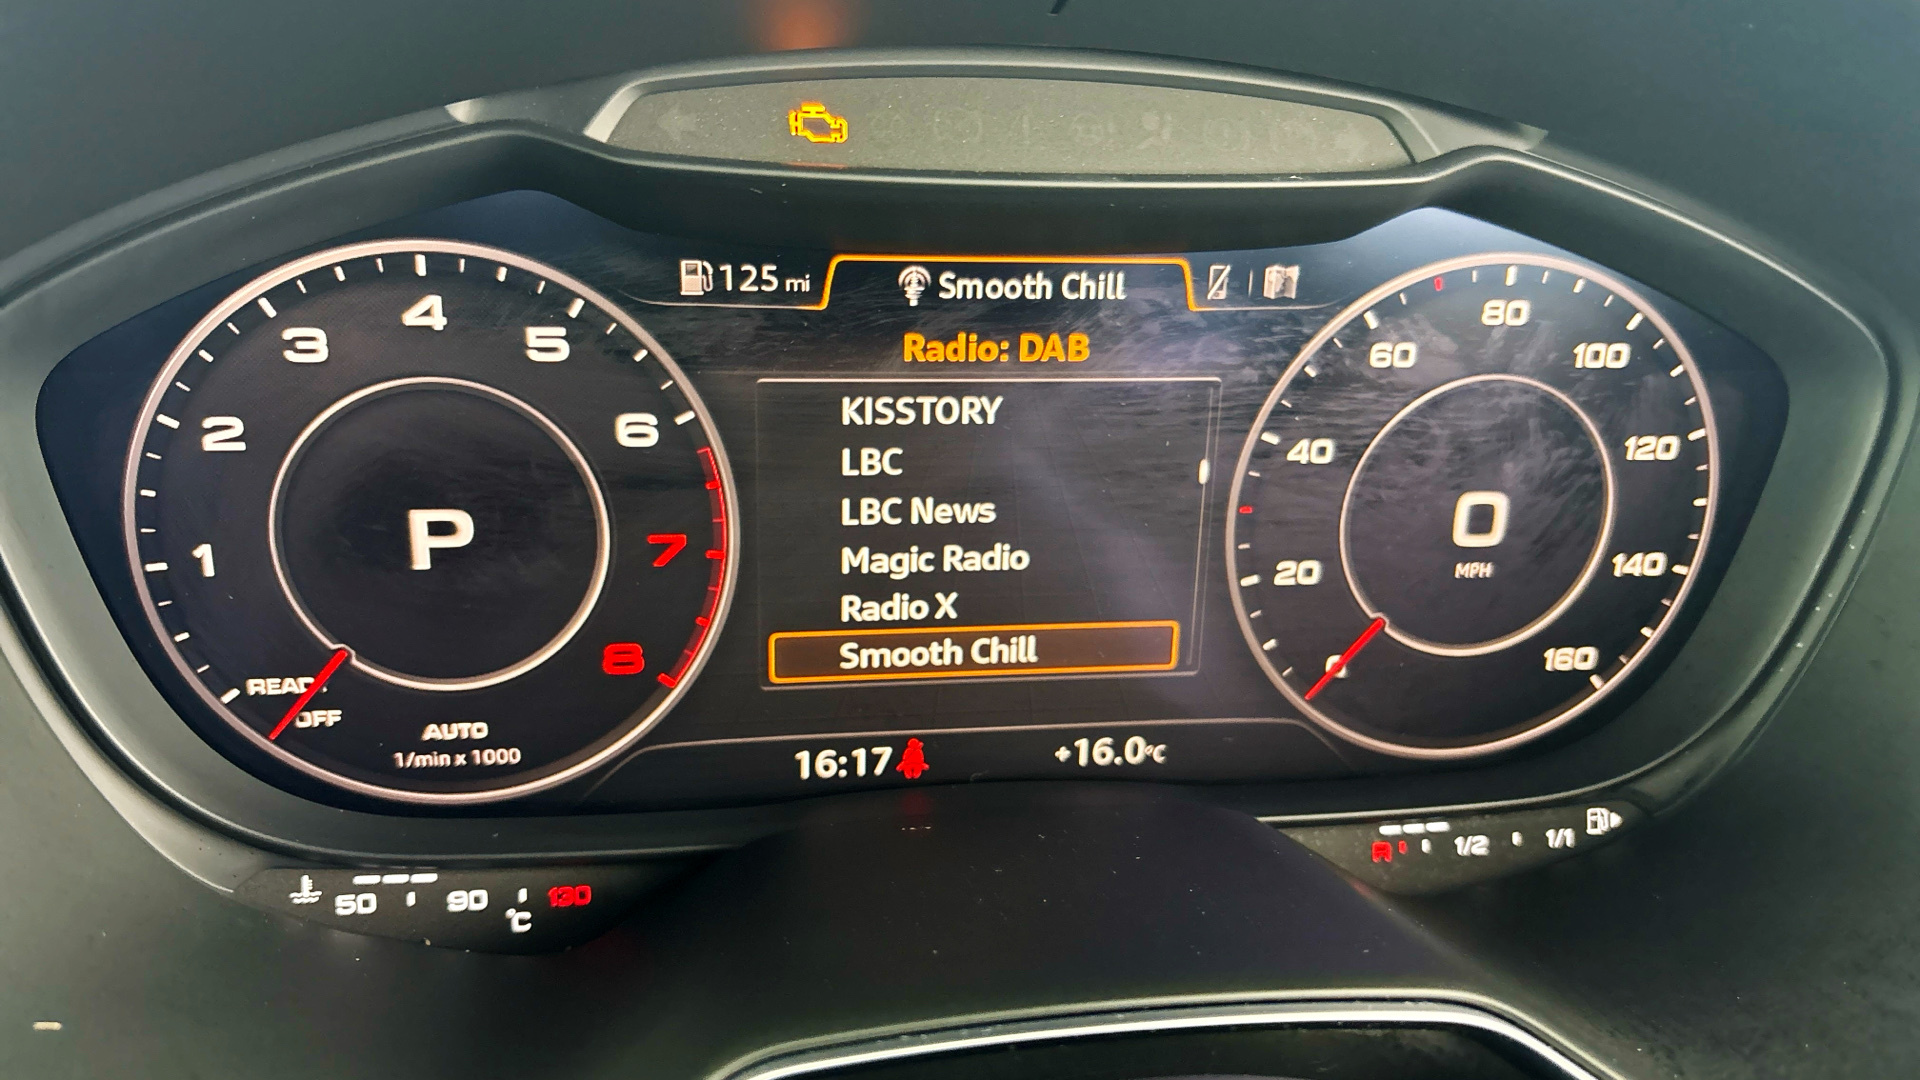 125 mi
Smooth Chill
Radio: DAB
KISSTORY
LBC
LBC News
Magic Radio
Radio X
Smooth Chill
16:17
+16.0°C
1
2
3
4
5
6
7
8
P
OFF
AUTO
1/min x 1000
0
20
40
60
80
100
120
140
160
0
MPH
50
90
130
°C
R
1/2
1/1